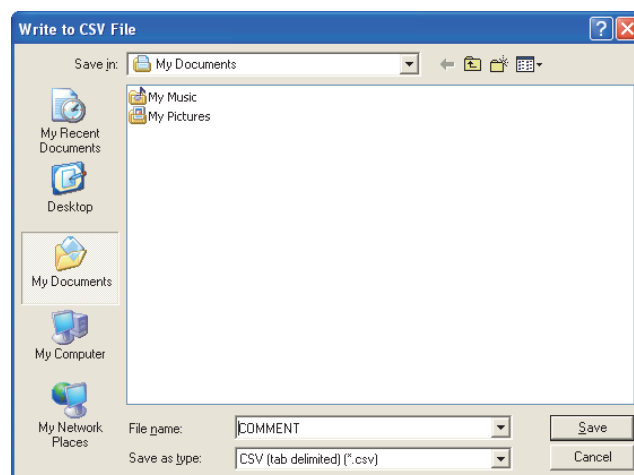 Write to CSV File
Save in: My Documents
My Music
My Pictures
My Recent
Documents
Desktop
My Documents
My Computer
My Network
Places
File name: COMMENT
Save
Save as type: CSV (tab delimited) (*.csv)
Cancel